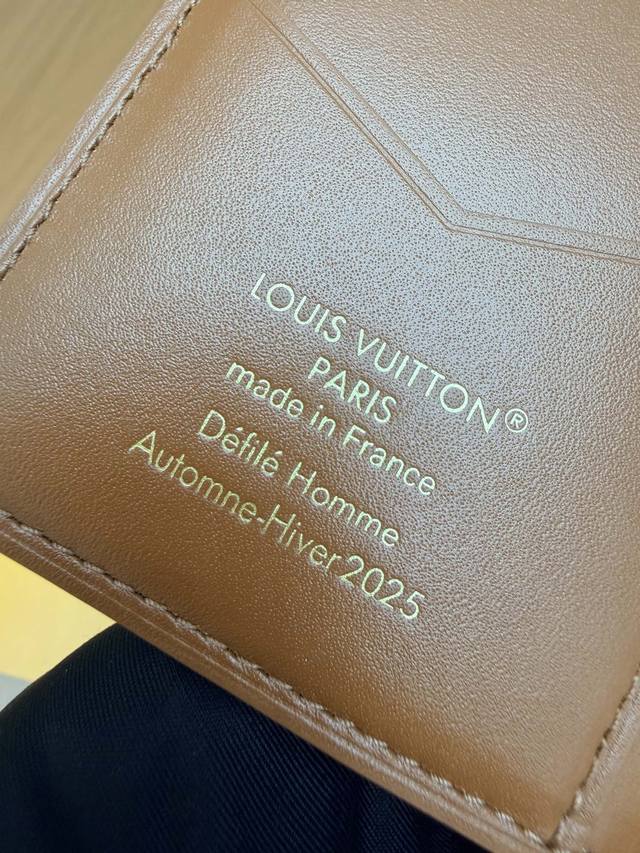 LOUIS VUITTON®
PARIS
made in France
Défilé Homme
Automne-Hiver 2025